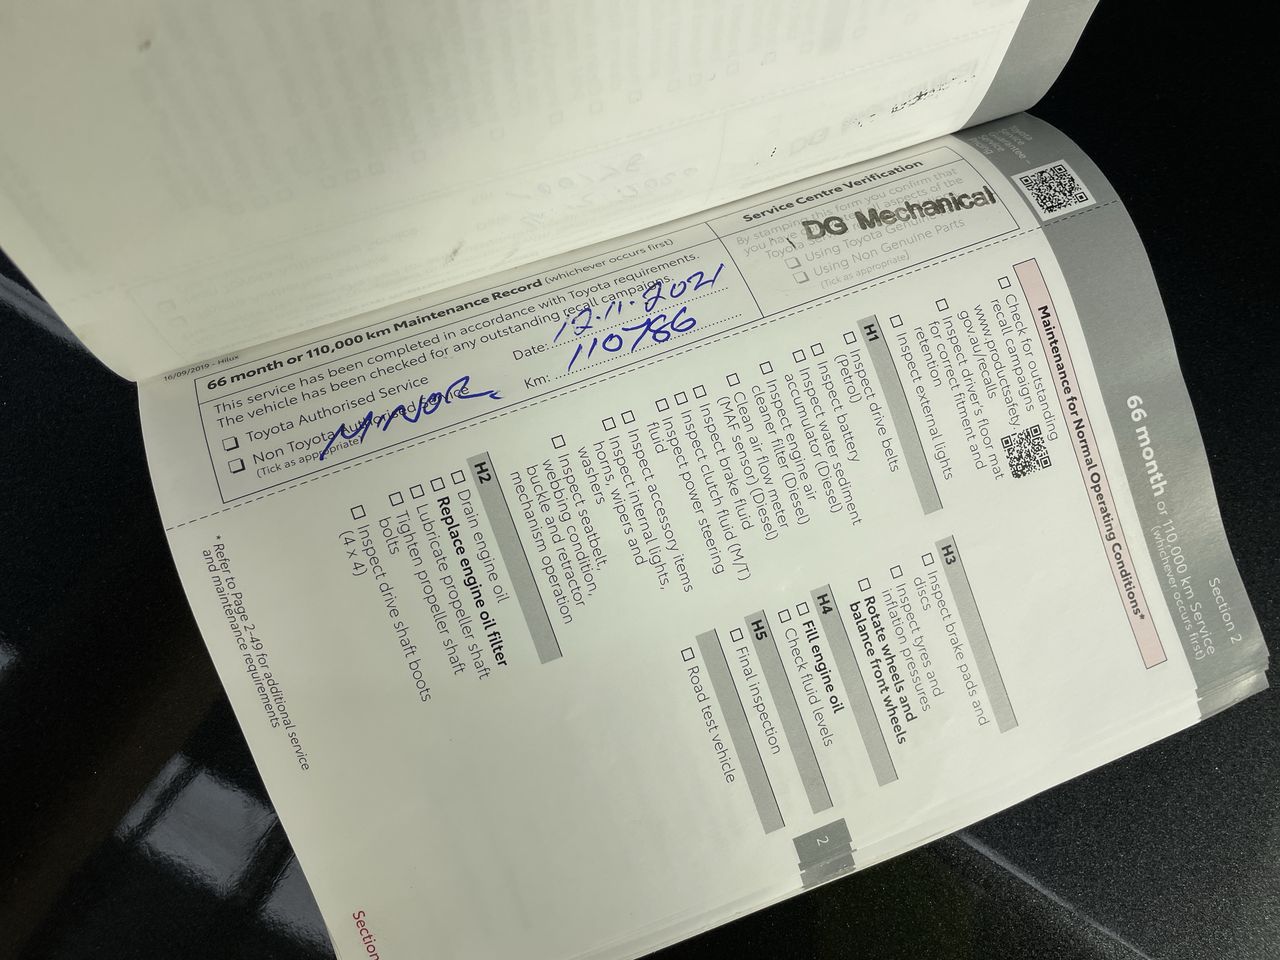 Section 2
66 month or 110,000 km Service
(whichever occurs first)
Maintenance for Normal Operating Conditions*
Check for outstanding
recall campaigns
www.productsafety.
gov.au/recalls
Inspect driver's floor mat
for correct fitment and
retention
Inspect external lights
H1
Inspect drive belts
(Petrol)
Inspect battery
Inspect water sediment
accumulator (Diesel)
Inspect engine air
cleaner filter (Diesel)
Clean air flow meter
(MAF sensor) (Diesel)
Inspect brake fluid
Inspect clutch fluid (M/T)
Inspect power steering
fluid
Inspect accessory items
Inspect internal lights,
horns, wipers and
washers
Inspect seatbelt,
webbing condition,
buckle and retractor
mechanism operation
H2
Drain engine oil
Replace engine oil filter
Lubricate propeller shaft
Tighten propeller shaft
bolts
Inspect drive shaft boots
(4 x 4)
H3
Inspect brake pads and
discs
Inspect tyres and
inflation pressures
Rotate wheels and
balance front wheels
H4
Fill engine oil
Check fluid levels
H5
Final inspection
Road test vehicle
2
* Refer to Page 2-49 for additional service
and maintenance requirements
16/09/2019 - Hilux
66 month or 110,000 km Maintenance Record (whichever occurs first)
This service has been completed in accordance with Toyota requirements.
The vehicle has been checked for any outstanding recall campaigns.
Toyota Authorised Service
Non Toyota Authorised Service
(Tick as appropriate)
MINOR
Date: 12.11.2021
Km: 110786
Service Centre Verification
By stamping this form you confirm that
you have aspects of the
Toyota
DG Mechanical
Using Toyota Genuine
Using Non Genuine Parts
(Tick as appropriate)
Toyota
Service
Guarantee -
Service
Pricing
Section